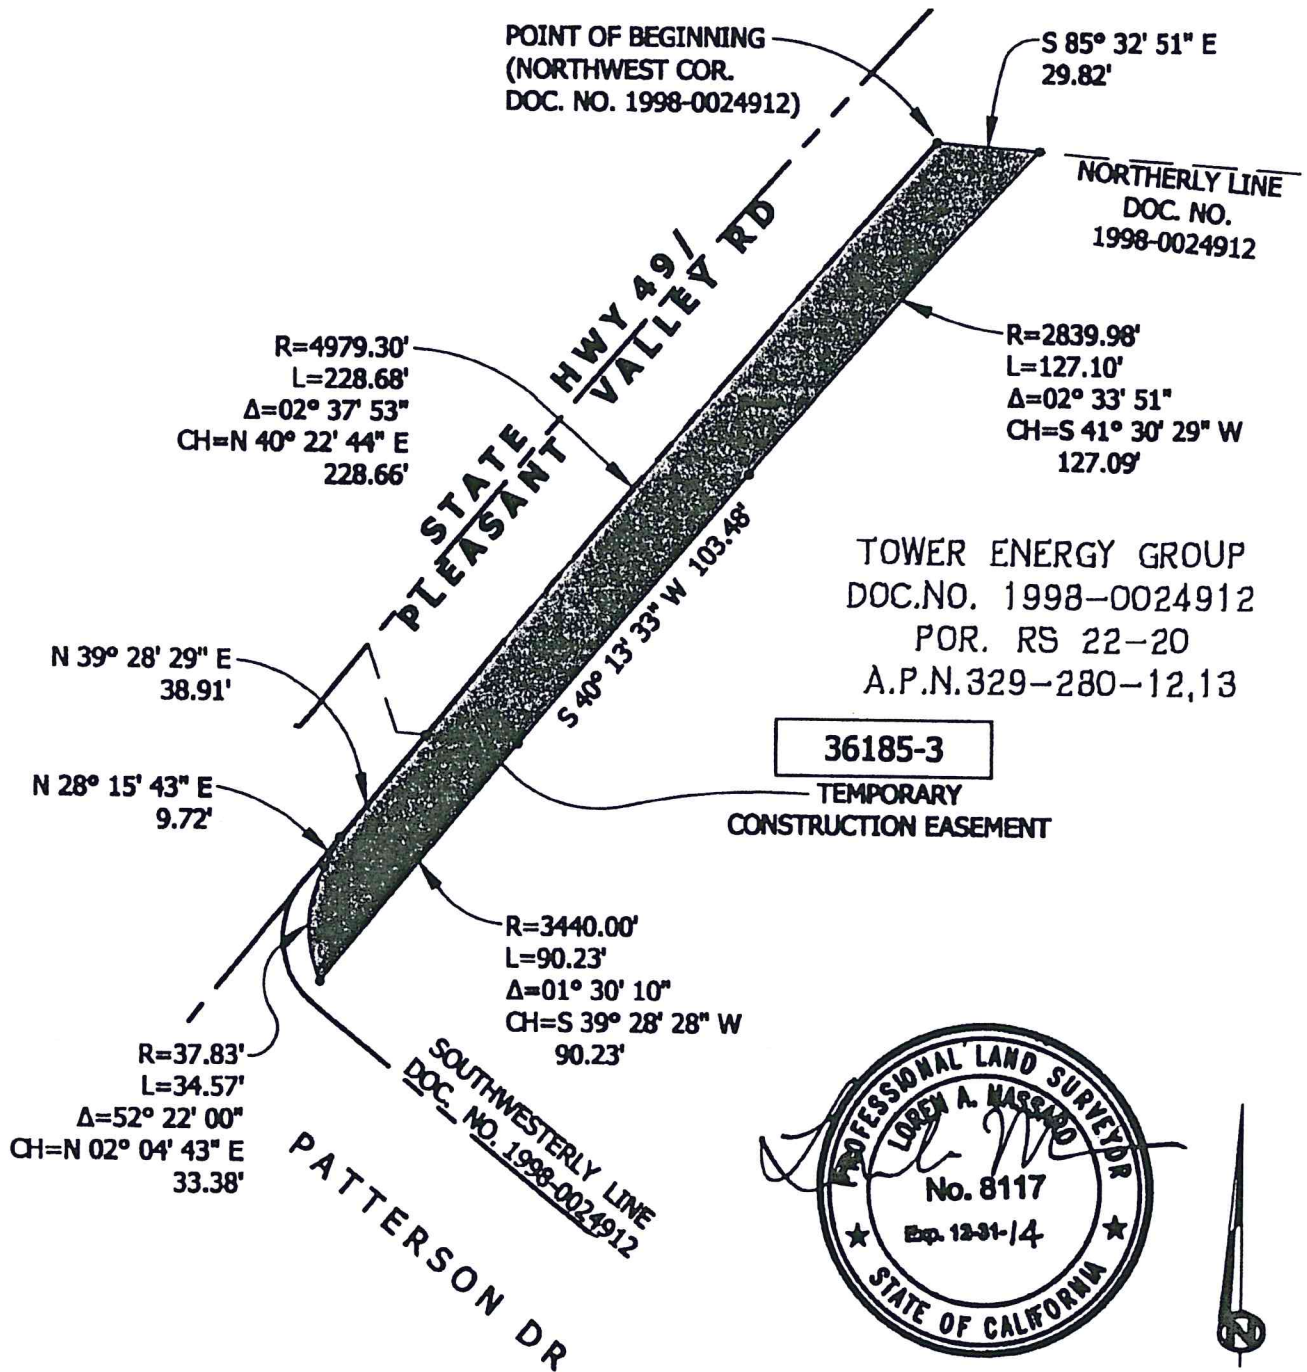 POINT OF BEGINNING
(NORTHWEST COR.
DOC. NO. 1998-0024912)
S 85° 32' 51" E
29.82'
NORTHERLY LINE
DOC. NO.
1998-0024912
STATE HWY 49/
PLEASANT VALLEY RD
R=4979.30'
L=228.68'
Δ=02° 37' 53"
CH=N 40° 22' 44" E
228.66'
R=2839.98'
L=127.10'
Δ=02° 33' 51"
CH=S 41° 30' 29" W
127.09'
S 40° 13' 33" W 103.48'
TOWER ENERGY GROUP
DOC.NO. 1998-0024912
POR. RS 22-20
A.P.N.329-280-12,13
N 39° 28' 29" E
38.91'
36185-3
TEMPORARY
CONSTRUCTION EASEMENT
N 28° 15' 43" E
9.72'
R=3440.00'
L=90.23'
Δ=01° 30' 10"
CH=S 39° 28' 28" W
90.23'
R=37.83'
L=34.57'
Δ=52° 22' 00"
CH=N 02° 04' 43" E
33.38'
SOUTHWESTERLY LINE
DOC. NO. 1998-0024912
PATTERSON DR
PROFESSIONAL LAND SURVEYOR
LOREN A. MASSARO
No. 8117
Exp. 12-31-14
STATE OF CALIFORNIA
N